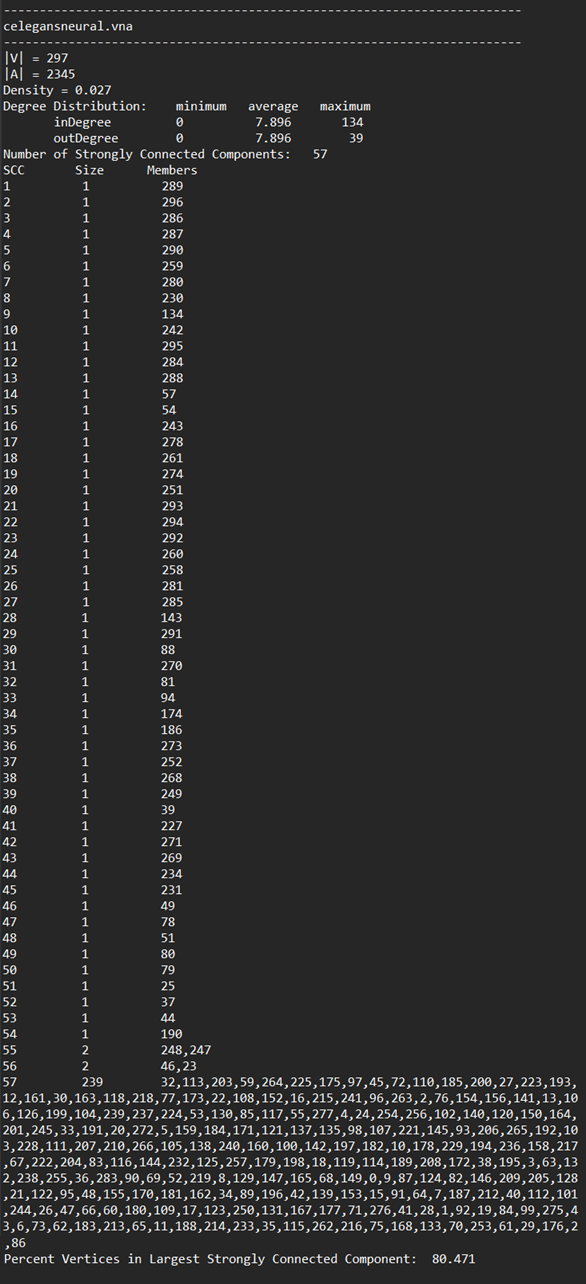 -----------------------------------------------------------------
celegansneural.vna
-----------------------------------------------------------------
|V| = 297
|A| = 2345
Density = 0.027
Degree Distribution: minimum average maximum
inDegree 0 7.896 134
outDegree 0 7.896 39
Number of Strongly Connected Components: 57
SCC Size Members
1 1 289
2 1 296
3 1 286
4 1 287
5 1 290
6 1 259
7 1 280
8 1 230
9 1 134
10 1 242
11 1 295
12 1 284
13 1 288
14 1 57
15 1 54
16 1 243
17 1 278
18 1 261
19 1 274
20 1 251
21 1 293
22 1 294
23 1 292
24 1 260
25 1 258
26 1 281
27 1 285
28 1 143
29 1 291
30 1 88
31 1 270
32 1 81
33 1 94
34 1 174
35 1 186
36 1 273
37 1 252
38 1 268
39 1 249
40 1 39
41 1 227
42 1 271
43 1 269
44 1 234
45 1 231
46 1 49
47 1 78
48 1 51
49 1 80
50 1 79
51 1 25
52 1 37
53 1 44
54 1 190
55 2 248,247
56 2 46,23
57 239 32,113,203,59,264,225,175,97,45,72,110,185,200,27,223,193,
12,161,30,163,118,218,77,173,22,108,152,16,215,241,96,263,2,76,154,156,141,13,10
6,126,199,104,239,237,224,53,130,85,117,55,277,4,24,254,256,102,140,120,150,164,
201,245,33,191,20,272,5,159,184,171,121,137,135,98,107,221,145,93,206,265,192,10
3,228,111,207,210,266,105,138,240,160,100,142,197,182,10,178,229,194,236,158,217
,67,222,204,83,116,144,232,125,257,179,198,18,119,114,189,208,172,38,195,3,63,13
2,238,255,36,283,90,69,52,219,8,129,147,165,68,149,0,9,87,124,82,146,209,205,128
,21,122,95,48,155,170,181,162,34,89,196,42,139,153,15,91,64,7,187,212,40,112,101
,244,26,47,66,60,180,109,17,123,250,131,167,177,71,276,41,28,1,92,19,84,99,275,4
3,6,73,62,183,213,65,11,188,214,233,35,115,262,216,75,168,133,70,253,61,29,176,2
,86
Percent Vertices in Largest Strongly Connected Component: 80.471